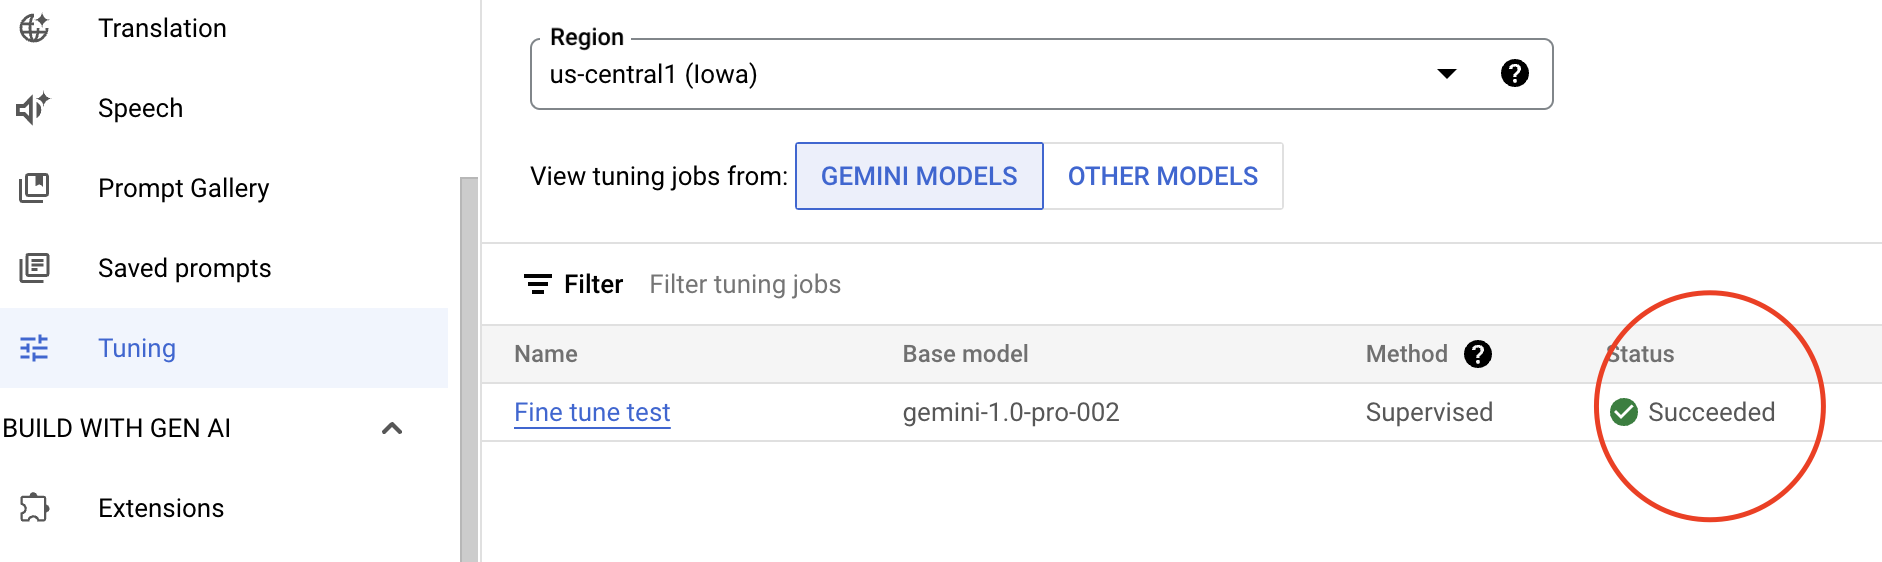 Translation
Speech
Prompt Gallery
Saved prompts
Tuning
BUILD WITH GEN AI
Extensions
Region
us-central1 (Iowa)
?
View tuning jobs from: GEMINI MODELS OTHER MODELS
Filter Filter tuning jobs
Name Base model Method ? Status
Fine tune test gemini-1.0-pro-002 Supervised Succeeded